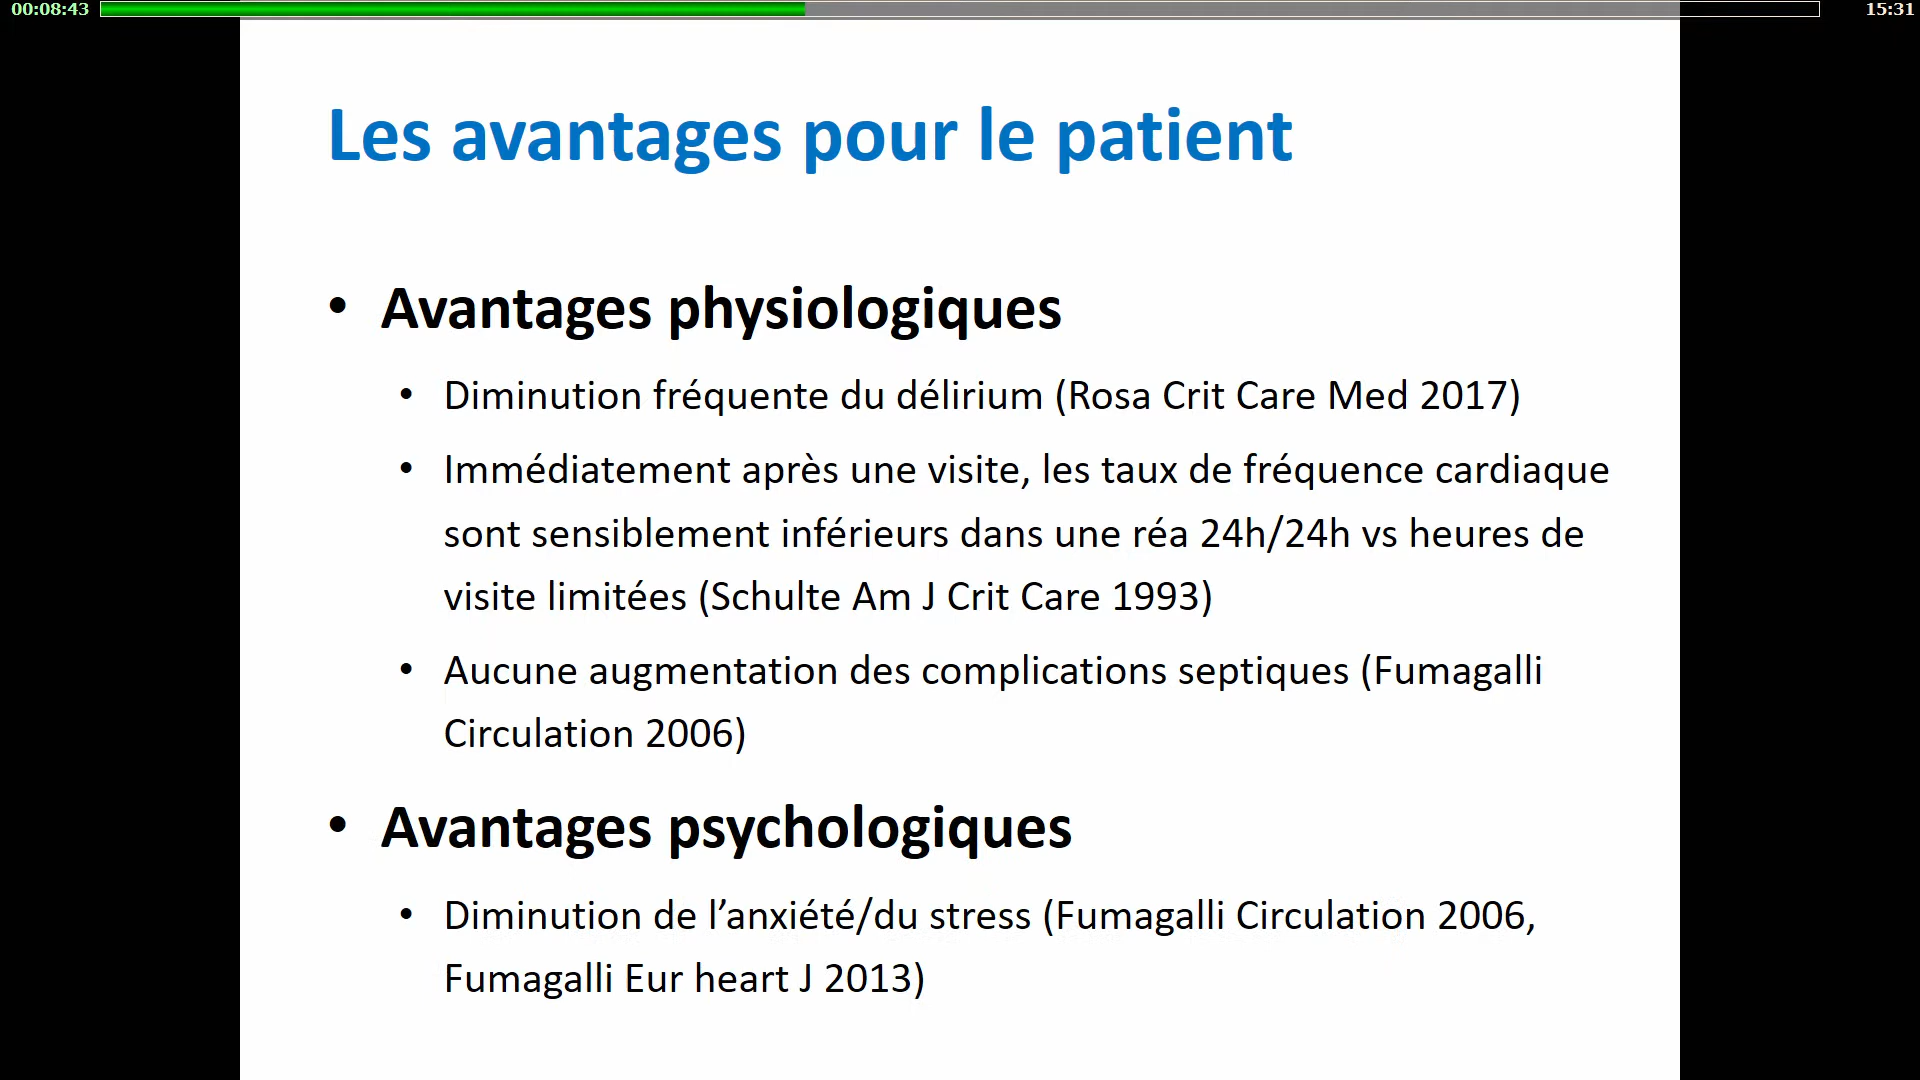 00:08:43
15:31
Les avantages pour le patient
• Avantages physiologiques
• Diminution fréquente du délirium (Rosa Crit Care Med 2017)
• Immédiatement après une visite, les taux de fréquence cardiaque
sont sensiblement inférieurs dans une réa 24h/24h vs heures de
visite limitées (Schulte Am J Crit Care 1993)
• Aucune augmentation des complications septiques (Fumagalli
Circulation 2006)
• Avantages psychologiques
• Diminution de l’anxiété/du stress (Fumagalli Circulation 2006,
Fumagalli Eur heart J 2013)